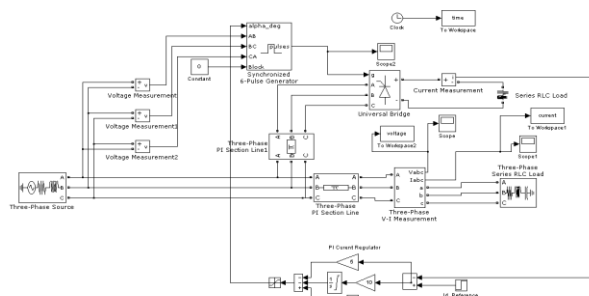 alpha_deg
AB
BC
CA
Block
pulses
Synchronized
6-Pulse Generator
0
Constant
Clock
time
To Workspace
Scope2
g
A
B
C
Universal Bridge
Current Measurement
Series RLC Load
current
To Workspace1
Voltage Measurement
Voltage Measurement1
Voltage Measurement2
Three-Phase
PI Section Line1
A B C
A B C
voltage
To Workspace2
Scope
Scope1
Three-Phase Source
A
B
C
A
B
C
A
B
C
Three-Phase
PI Section Line
Vabc
Iabc
A
B
C
a
b
c
Three-Phase
V-I Measurement
Three-Phase
Series RLC Load
A
B
C
PI Curent Regulator
6
10
Id_Reference